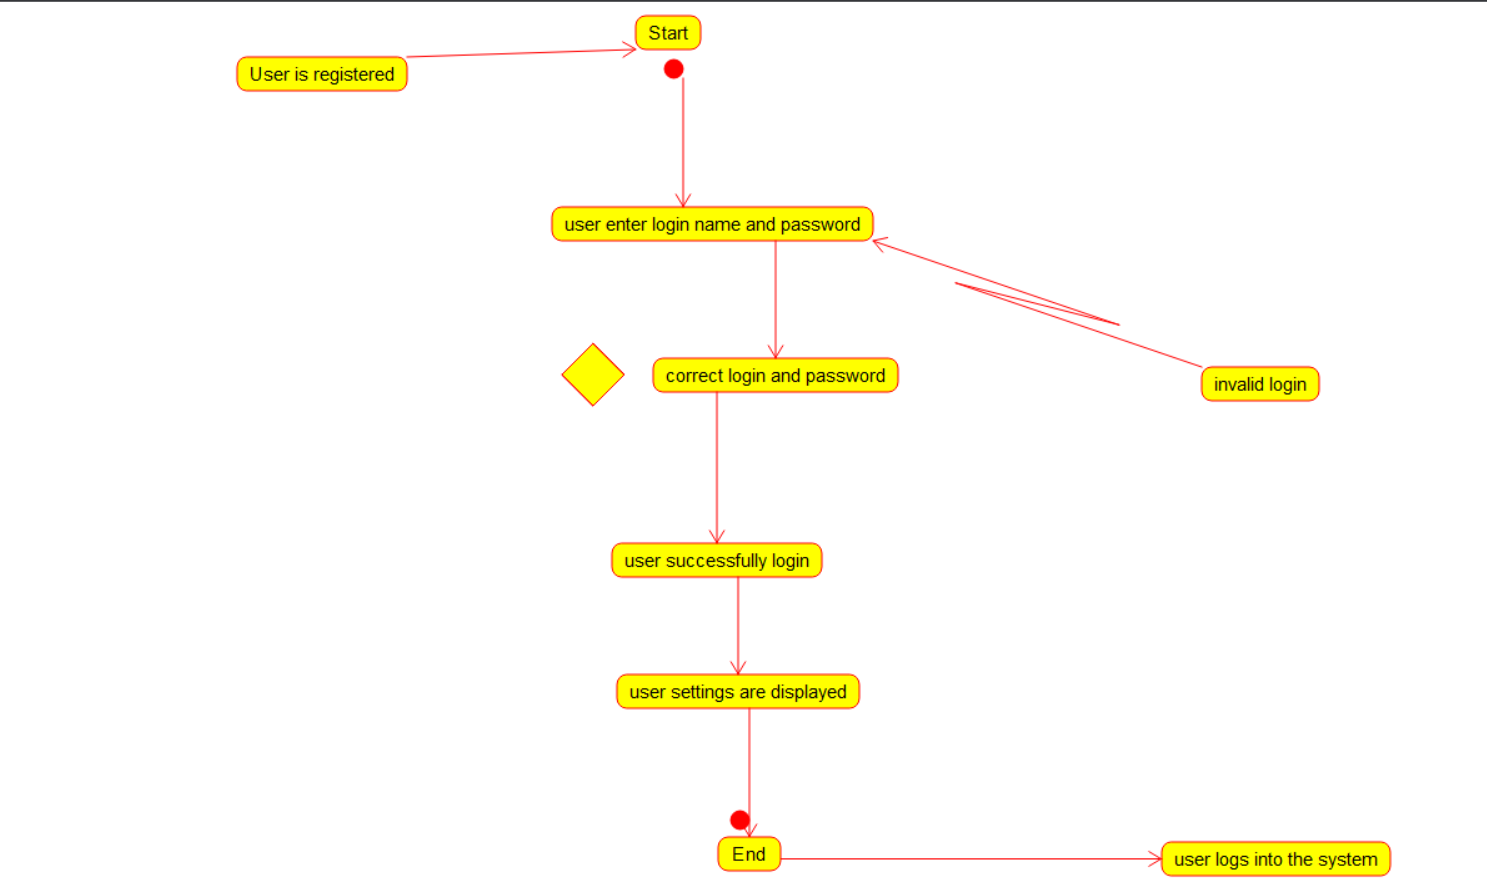 Start
User is registered
user enter login name and password
correct login and password
invalid login
user successfully login
user settings are displayed
End
user logs into the system